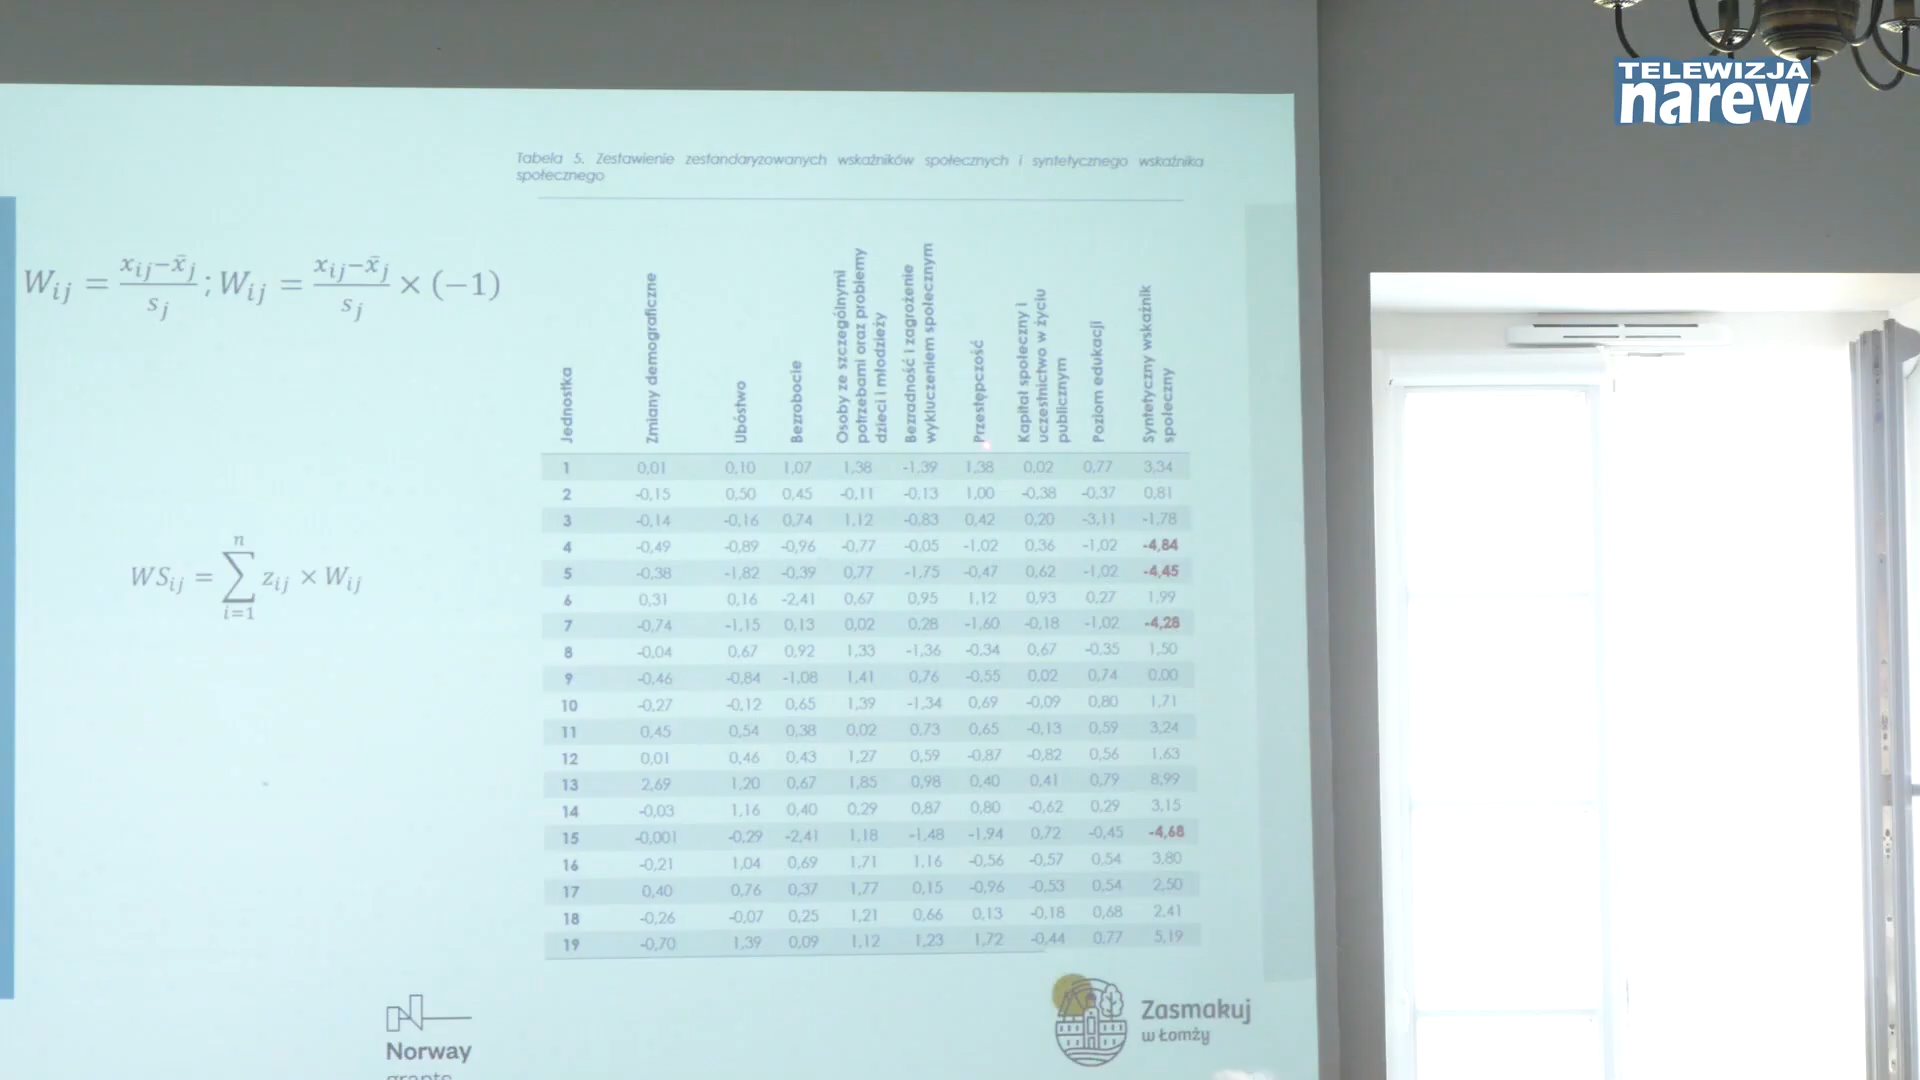 TELEWIZJA
narew
Tabela 5. Zestawienie zestandaryzowanych wskaźników społecznych i syntetycznego wskaźnika
społecznego
W_ij = (x_ij − x̄_j) / s_j ; W_ij = (x_ij − x̄_j) / s_j × (−1)
WS_ij = ∑ n i=1 z_ij × W_ij
Jednostka
Zmiany demograficzne
Ubóstwo
Bezrobocie
Osoby ze szczególnymi
potrzebami oraz problemy
dzieci i młodzieży
Bezradność i zagrożenie
wykluczeniem społecznym
Przestępczość
Kapitał społeczny i
uczestnictwo w życiu
publicznym
Poziom edukacji
Syntetyczny wskaźnik
społeczny
1 0,01 0,10 1,07 1,38 -1,39 1,38 0,02 0,77 3,34
2 -0,15 0,50 0,45 -0,11 -0,13 1,00 -0,38 -0,37 0,81
3 -0,14 -0,16 0,74 1,12 -0,83 0,42 0,20 -3,11 -1,78
4 -0,49 -0,89 -0,96 -0,77 -0,05 -1,02 0,36 -1,02 -4,84
5 -0,38 -1,82 -0,39 0,77 -1,75 -0,47 0,62 -1,02 -4,45
6 0,31 0,16 -2,41 0,67 0,95 1,12 0,93 0,27 1,99
7 -0,74 -1,15 0,13 0,02 0,28 -1,60 -0,18 -1,02 -4,28
8 -0,04 0,67 0,92 1,33 -1,36 -0,34 0,67 -0,35 1,50
9 -0,46 -0,84 -1,08 1,41 0,76 -0,55 0,02 0,74 0,00
10 -0,27 -0,12 0,65 1,39 -1,34 0,69 -0,09 0,80 1,71
11 0,45 0,54 0,38 0,02 0,73 0,65 -0,13 0,59 3,24
12 0,01 0,46 0,43 1,27 0,59 -0,87 -0,82 0,56 1,63
13 2,69 1,20 0,67 1,85 0,98 0,40 0,41 0,79 8,99
14 -0,03 1,16 0,40 0,29 0,87 0,80 -0,62 0,29 3,15
15 -0,001 -0,29 -2,41 1,18 -1,48 -1,94 0,72 -0,45 -4,68
16 -0,21 1,04 0,69 1,71 1,16 -0,56 -0,57 0,54 3,80
17 0,40 0,76 0,37 1,77 0,15 -0,96 -0,53 0,54 2,50
18 -0,26 -0,07 0,25 1,21 0,66 0,13 -0,18 0,68 2,41
19 -0,70 1,39 0,09 1,12 1,23 1,72 -0,44 0,77 5,19
Norway
grants
Zasmakuj
w Łomży